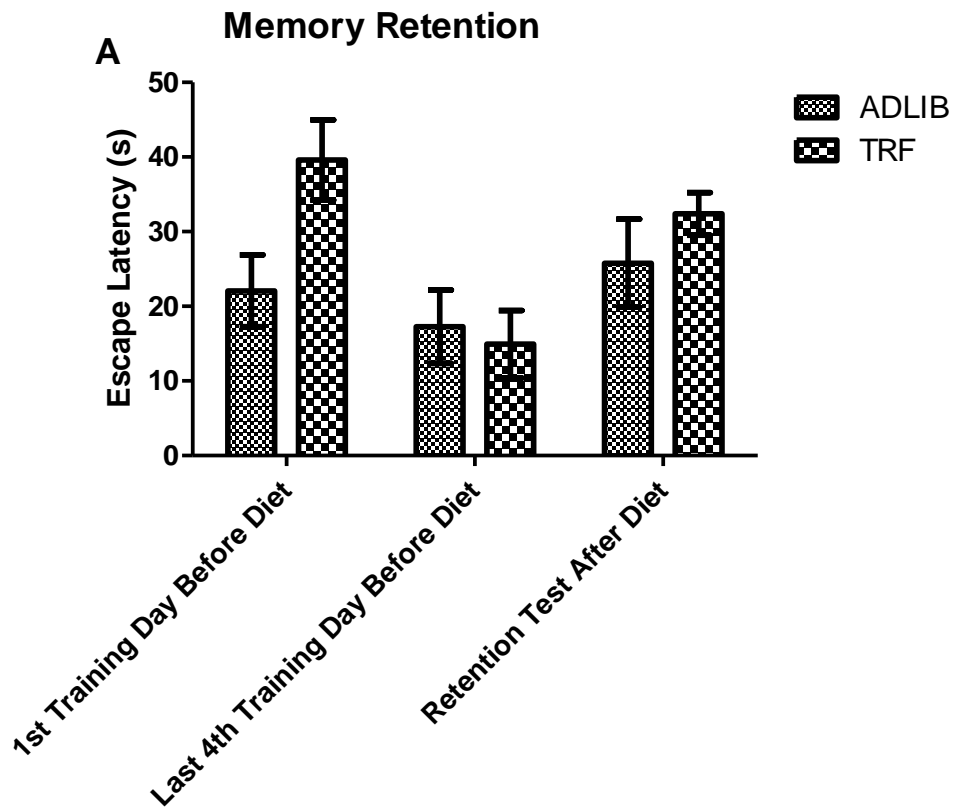 Memory Retention
A
50
40
30
20
10
0
Escape Latency (s)
ADLIB
TRF
1st Training Day Before Diet
Last 4th Training Day Before Diet
Retention Test After Diet